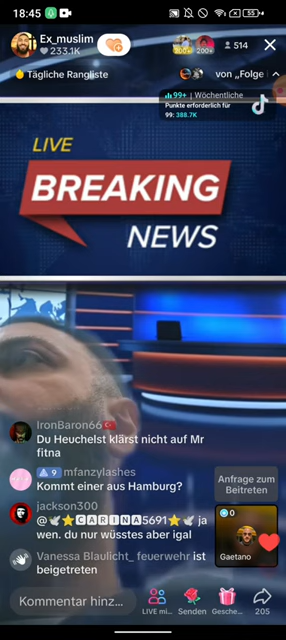 18:45
55
Ex_muslim
233.1K
200+
200+
514
Tägliche Rangliste
von „Folge
99+ | Wöchentliche
Punkte erforderlich für
99: 388.7K
LIVE
BREAKING
NEWS
IronBaron66
Du Heuchelst klärst nicht auf Mr
fitna
9 mfanzylashes
Kommt einer aus Hamburg?
jackson300
@🕊⭐CARINA5691⭐🕊 ja
wen. du nur wüsstes aber igal
Vanessa Blaulicht_ feuerwehr ist
beigetreten
Anfrage zum
Beitreten
0
Gaetano
Kommentar hinz...
LIVE mi...
Senden
Gesche...
205